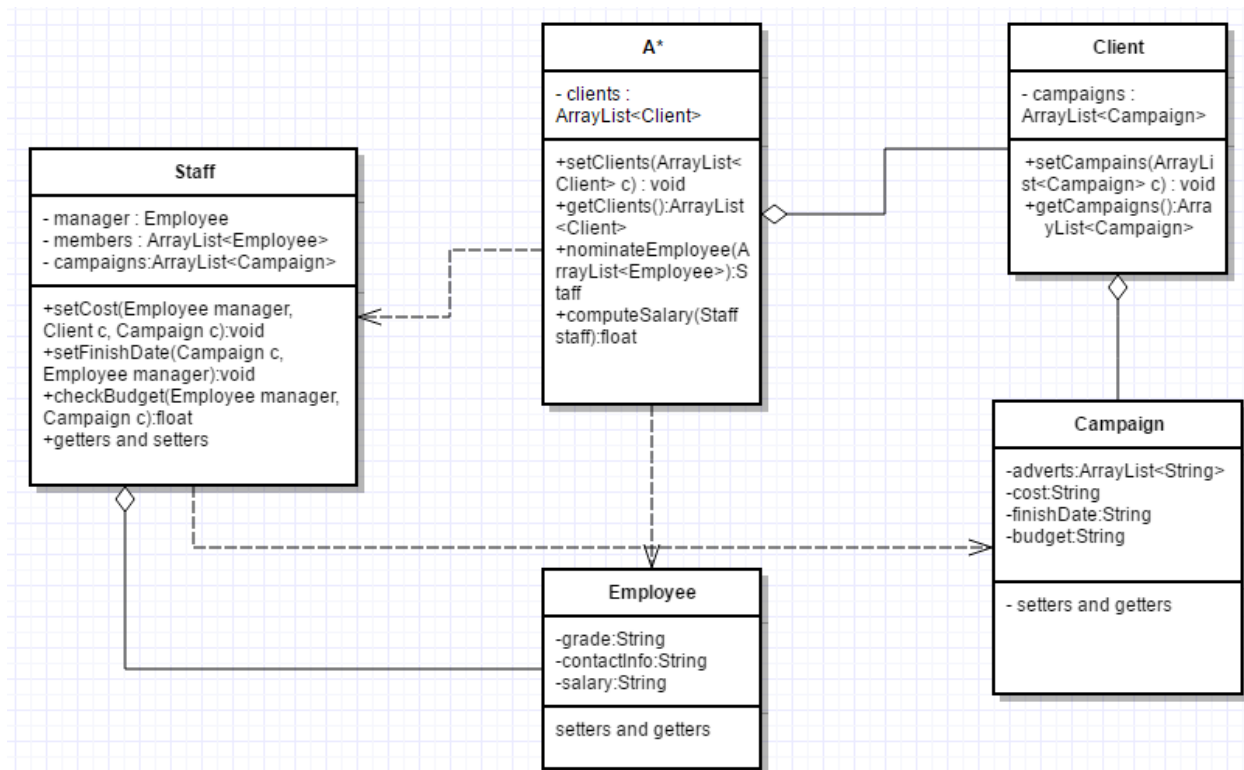 A*
- clients :
ArrayList<Client>
+setClients(ArrayList<
Client> c) : void
+getClients():ArrayList
<Client>
+nominateEmployee(A
rrayList<Employee>):S
taff
+computeSalary(Staff
staff):float
Client
- campaigns :
ArrayList<Campaign>
+setCampains(ArrayLi
st<Campaign> c) : void
+getCampaigns():Arra
yList<Campaign>
Staff
- manager : Employee
- members : ArrayList<Employee>
- campaigns:ArrayList<Campaign>
+setCost(Employee manager,
Client c, Campaign c):void
+setFinishDate(Campaign c,
Employee manager):void
+checkBudget(Employee manager,
Campaign c):float
+getters and setters
Campaign
-adverts:ArrayList<String>
-cost:String
-finishDate:String
-budget:String
- setters and getters
Employee
-grade:String
-contactInfo:String
-salary:String
setters and getters